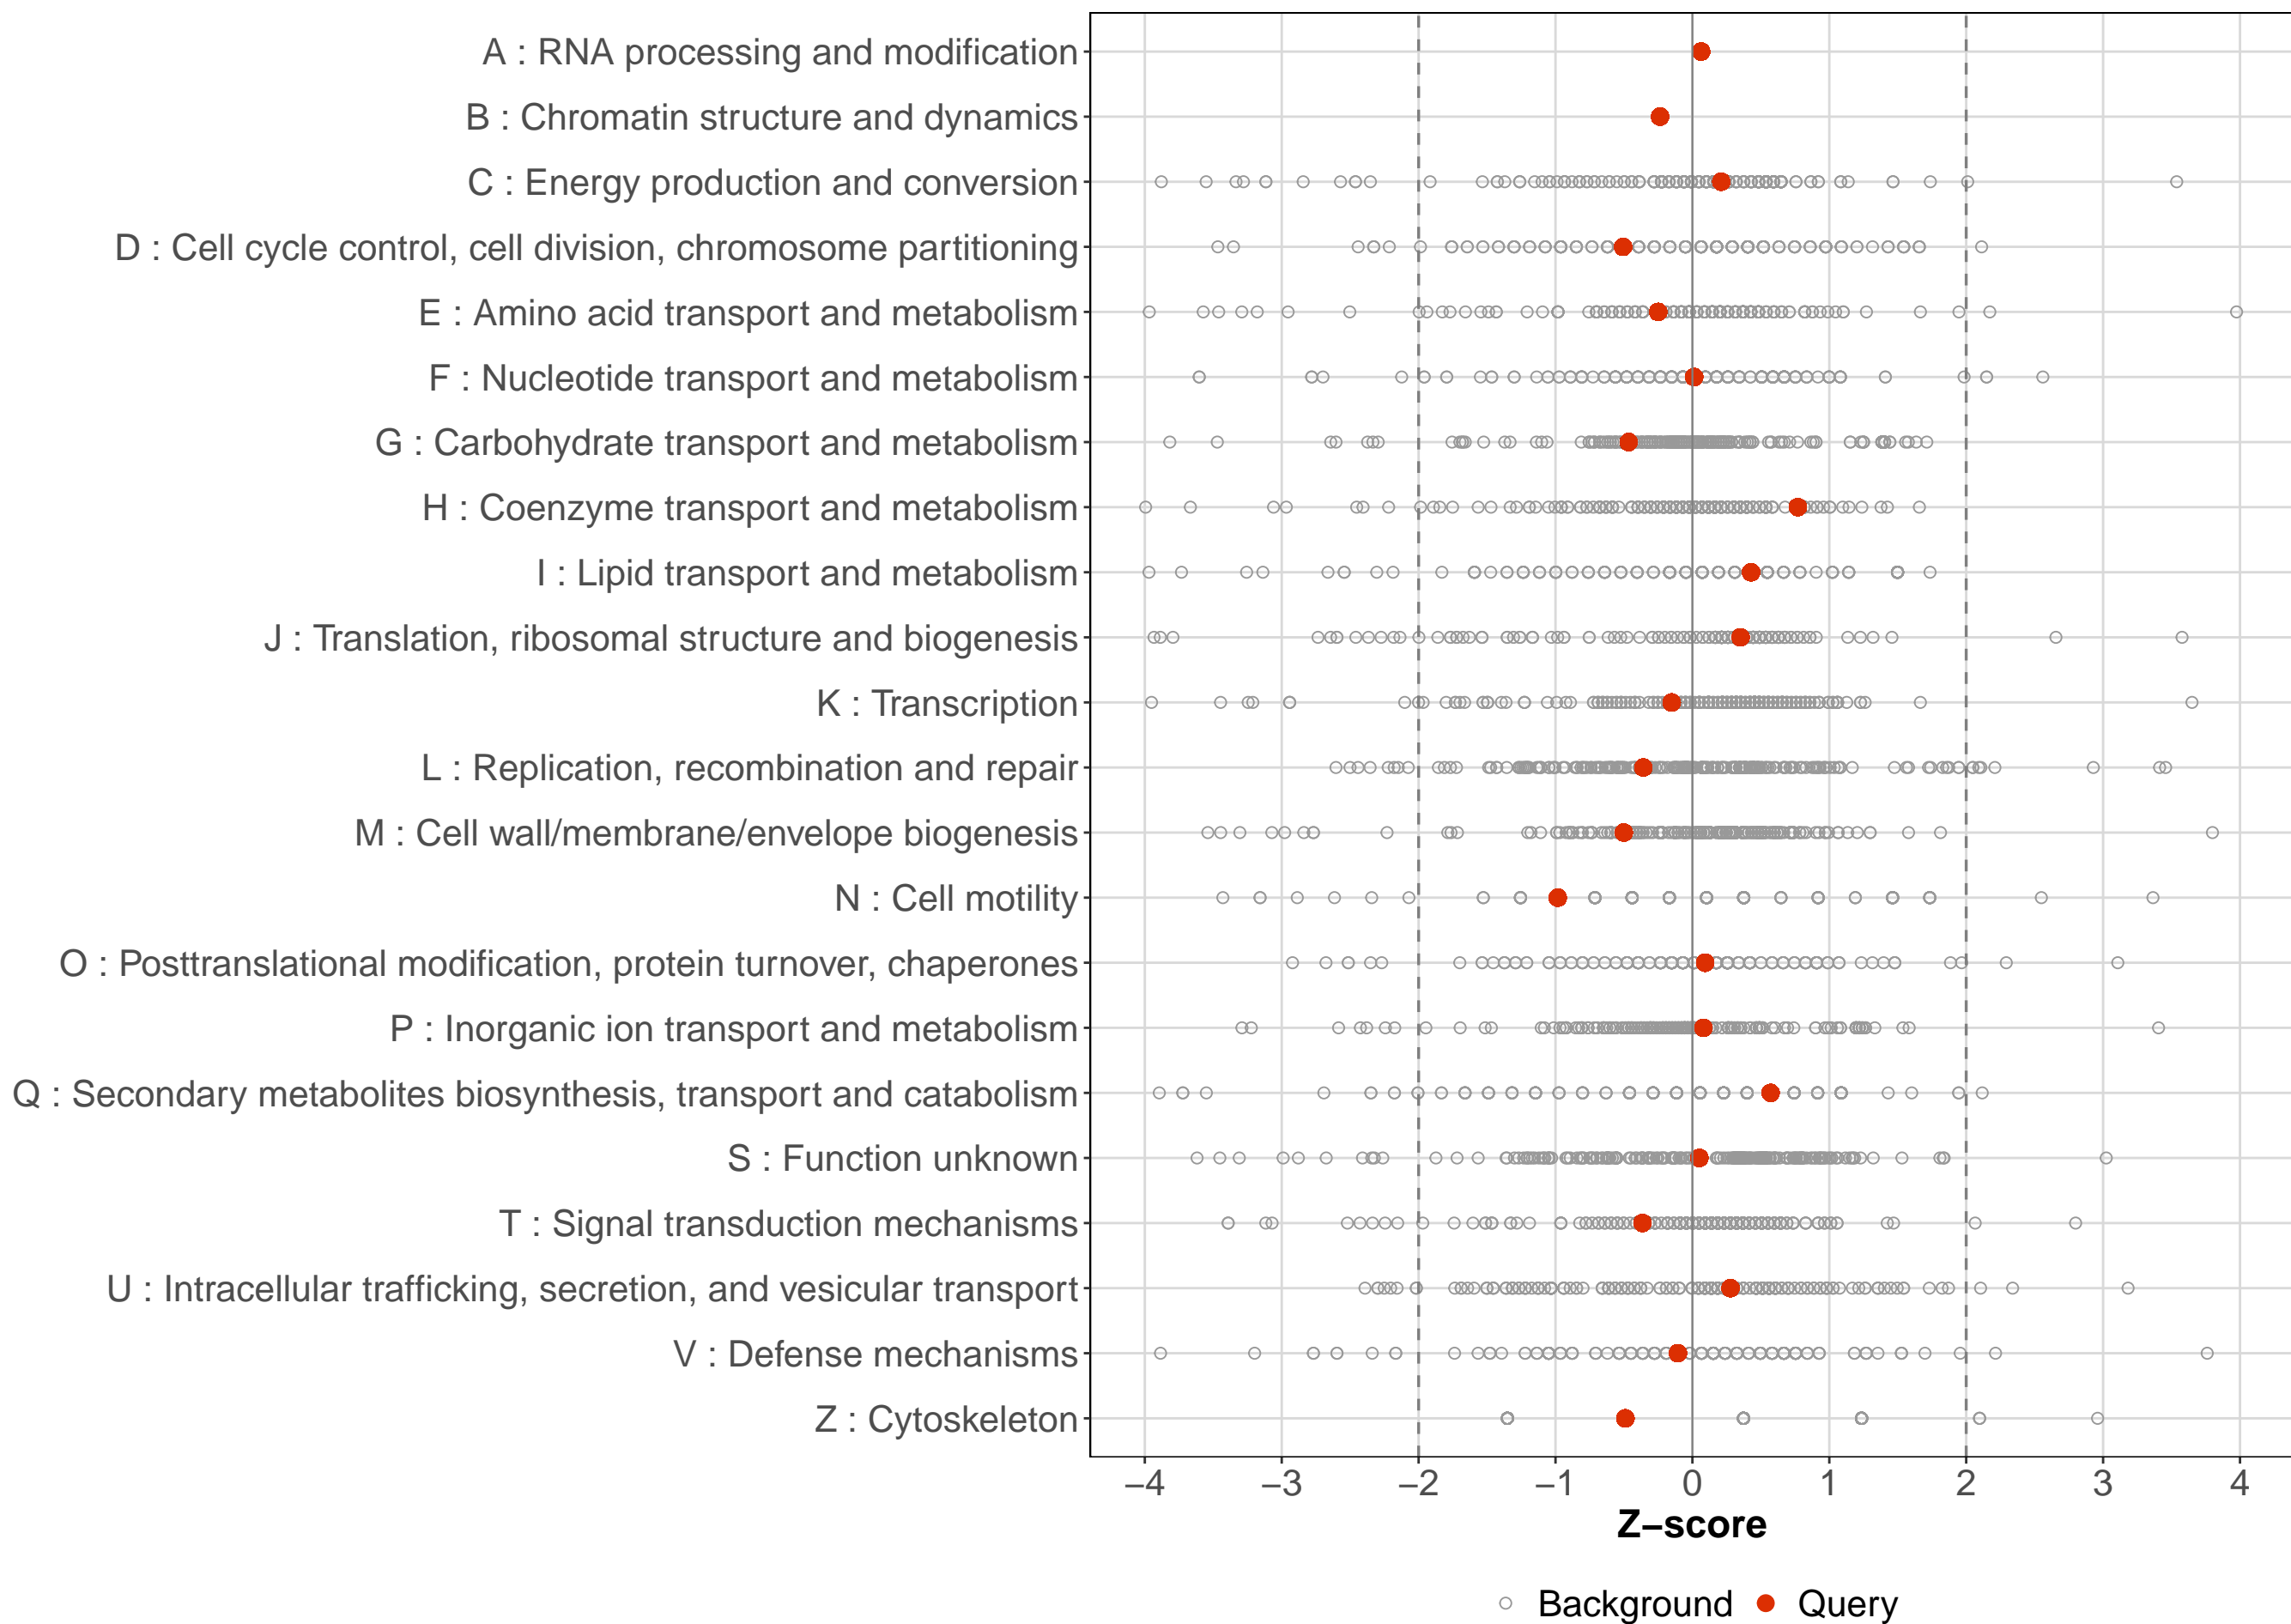 A : RNA processing and modification
B : Chromatin structure and dynamics
C : Energy production and conversion
D : Cell cycle control, cell division, chromosome partitioning
E : Amino acid transport and metabolism
F : Nucleotide transport and metabolism
G : Carbohydrate transport and metabolism
H : Coenzyme transport and metabolism
I : Lipid transport and metabolism
J : Translation, ribosomal structure and biogenesis
K : Transcription
L : Replication, recombination and repair
M : Cell wall/membrane/envelope biogenesis
N : Cell motility
O : Posttranslational modification, protein turnover, chaperones
P : Inorganic ion transport and metabolism
Q : Secondary metabolites biosynthesis, transport and catabolism
S : Function unknown
T : Signal transduction mechanisms
U : Intracellular trafficking, secretion, and vesicular transport
V : Defense mechanisms
Z : Cytoskeleton
−4 −3 −2 −1 0 1 2 3 4
Z−score
Background Query